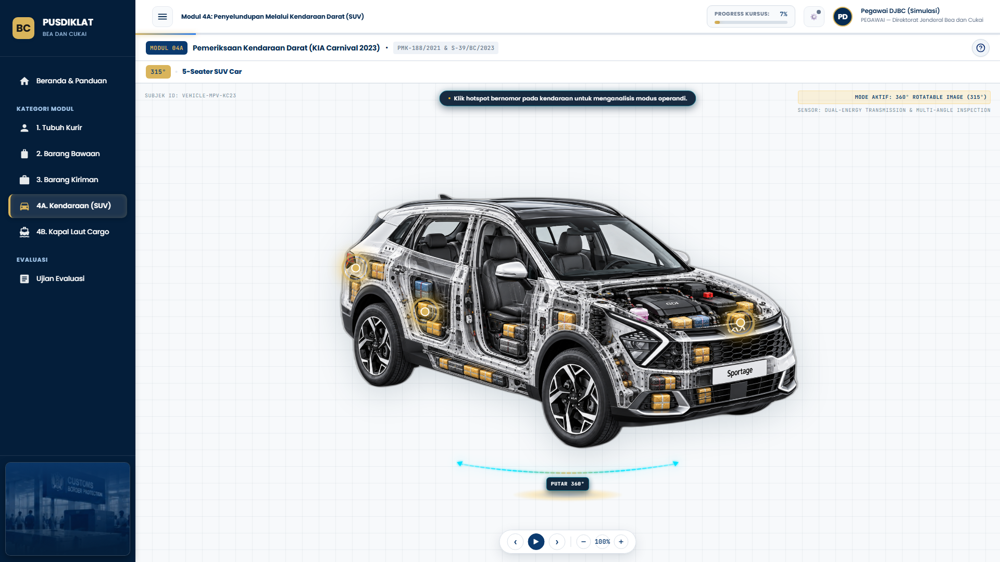 BC
PUSDIKLAT
BEA DAN CUKAI
Beranda & Panduan
KATEGORI MODUL
1. Tubuh Kurir
2. Barang Bawaan
3. Barang Kiriman
4A. Kendaraan (SUV)
4B. Kapal Laut Cargo
EVALUASI
Ujian Evaluasi
CUSTOMS
BORDER PROTECTION
Modul 4A: Penyelundupan Melalui Kendaraan Darat (SUV)
PROGRESS KURSUS: 7%
PD
Pegawai DJBC (Simulasi)
PEGAWAI — Direktorat Jenderal Bea dan Cukai
MODUL 04A
Pemeriksaan Kendaraan Darat (KIA Carnival 2023) •
PMK-188/2021 & S-39/BC/2023
315°
5-Seater SUV Car
SUBJEK ID: VEHICLE-MPV-KC23
• Klik hotspot bernomor pada kendaraan untuk menganalisis modus operandi.
MODE AKTIF: 360° ROTATABLE IMAGE (315°)
SENSOR: DUAL-ENERGY TRANSMISSION & MULTI-ANGLE INSPECTION
GDI
KIA
Sportage
KIA
PUTAR 360°
100%